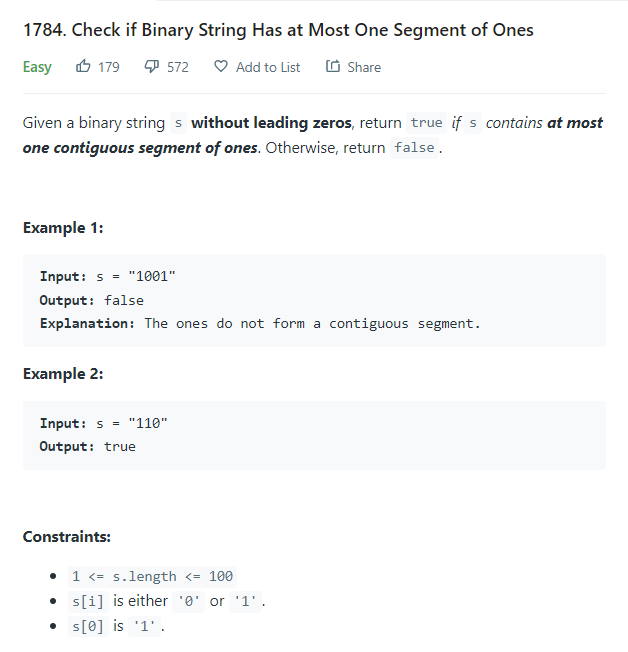 1784. Check if Binary String Has at Most One Segment of Ones
Easy 179 572 Add to List Share
Given a binary string s without leading zeros, return true if s contains at most
one contiguous segment of ones. Otherwise, return false.
Example 1:
Input: s = "1001"
Output: false
Explanation: The ones do not form a contiguous segment.
Example 2:
Input: s = "110"
Output: true
Constraints:
• 1 <= s.length <= 100
• s[i] is either '0' or '1'.
• s[0] is '1'.